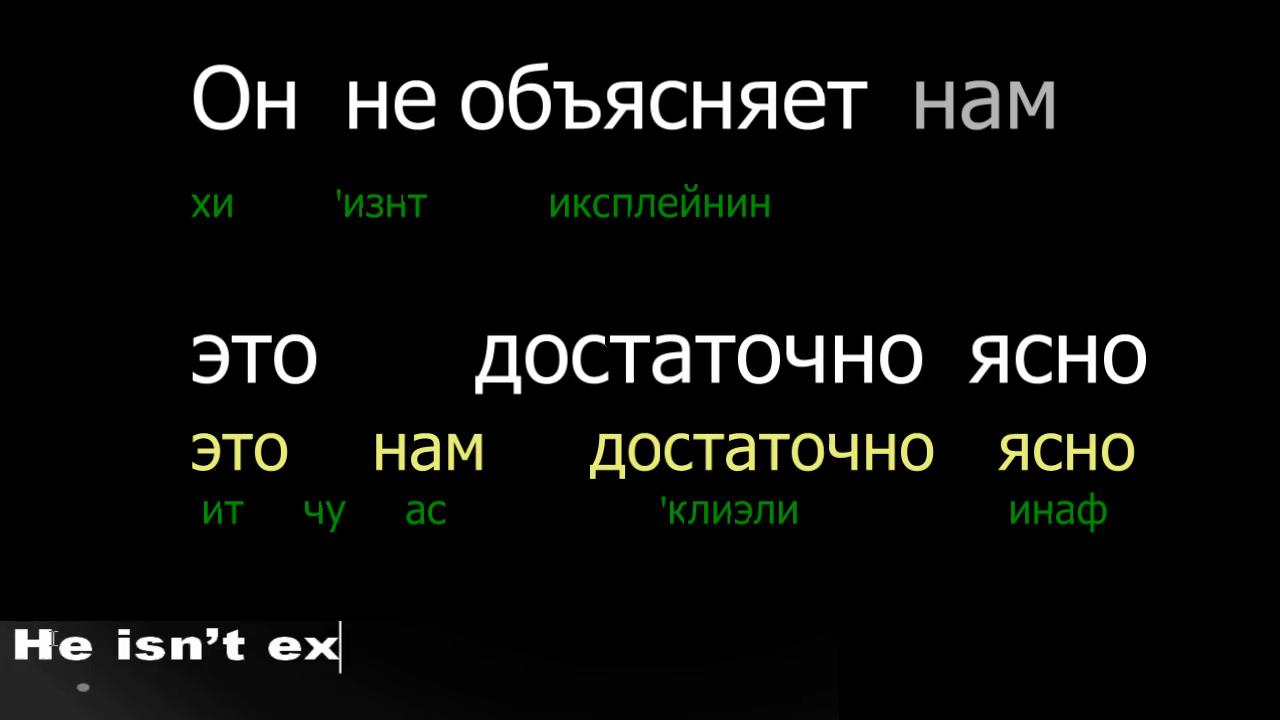 Он не объясняет нам
хи 'изнт иксплейнин
это достаточно ясно
это нам достаточно ясно
ит чу ас 'клиэли инаф
He isn’t ex